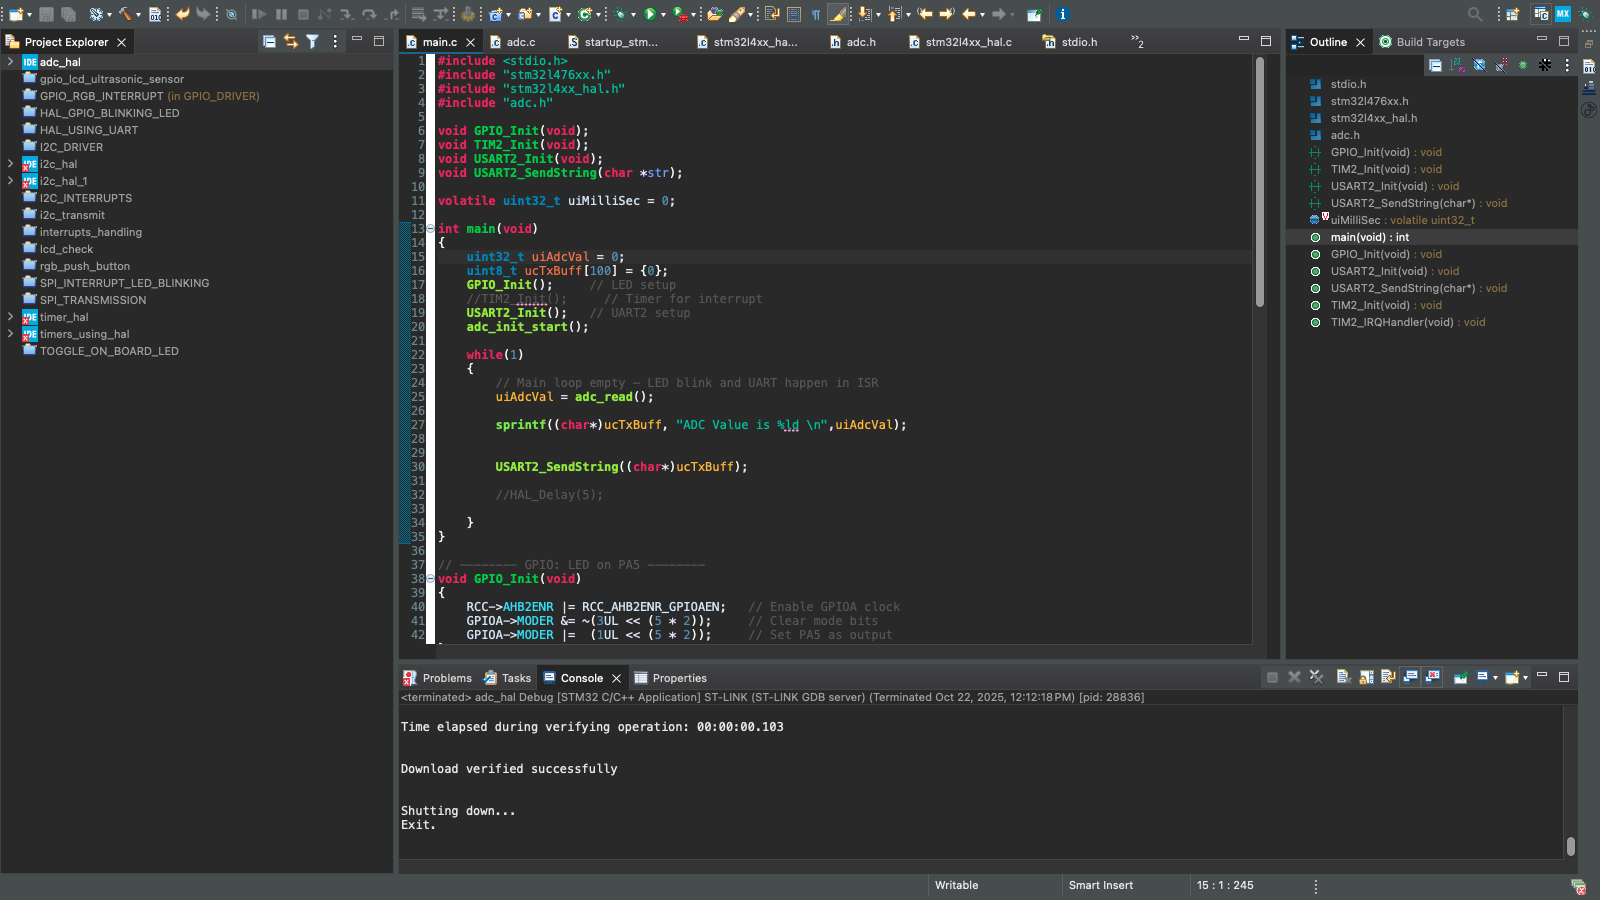 Project Explorer
adc_hal
gpio_lcd_ultrasonic_sensor
GPIO_RGB_INTERRUPT (in GPIO_DRIVER)
HAL_GPIO_BLINKING_LED
HAL_USING_UART
I2C_DRIVER
i2c_hal
i2c_hal_1
I2C_INTERRUPTS
i2c_transmit
interrupts_handling
lcd_check
rgb_push_button
SPI_INTERRUPT_LED_BLINKING
SPI_TRANSMISSION
timer_hal
timers_using_hal
TOGGLE_ON_BOARD_LED
main.c adc.c startup_stm... stm32l4xx_ha... adc.h stm32l4xx_hal.c stdio.h »2
1 #include <stdio.h>
2 #include "stm32l476xx.h"
3 #include "stm32l4xx_hal.h"
4 #include "adc.h"
5
6 void GPIO_Init(void);
7 void TIM2_Init(void);
8 void USART2_Init(void);
9 void USART2_SendString(char *str);
10
11 volatile uint32_t uiMilliSec = 0;
12
13 int main(void)
14 {
15 uint32_t uiAdcVal = 0;
16 uint8_t ucTxBuff[100] = {0};
17 GPIO_Init(); // LED setup
18 //TIM2_Init(); // Timer for interrupt
19 USART2_Init(); // UART2 setup
20 adc_init_start();
21
22 while(1)
23 {
24 // Main loop empty – LED blink and UART happen in ISR
25 uiAdcVal = adc_read();
26
27 sprintf((char*)ucTxBuff, "ADC Value is %ld \n",uiAdcVal);
28
29
30 USART2_SendString((char*)ucTxBuff);
31
32 //HAL_Delay(5);
33
34 }
35 }
36
37 // -------- GPIO: LED on PA5 --------
38 void GPIO_Init(void)
39 {
40 RCC->AHB2ENR |= RCC_AHB2ENR_GPIOAEN; // Enable GPIOA clock
41 GPIOA->MODER &= ~(3UL << (5 * 2)); // Clear mode bits
42 GPIOA->MODER |= (1UL << (5 * 2)); // Set PA5 as output
Outline Build Targets
stdio.h
stm32l476xx.h
stm32l4xx_hal.h
adc.h
GPIO_Init(void) : void
TIM2_Init(void) : void
USART2_Init(void) : void
USART2_SendString(char*) : void
uiMilliSec : volatile uint32_t
main(void) : int
GPIO_Init(void) : void
USART2_Init(void) : void
USART2_SendString(char*) : void
TIM2_Init(void) : void
TIM2_IRQHandler(void) : void
Problems Tasks Console Properties
<terminated> adc_hal Debug [STM32 C/C++ Application] ST-LINK (ST-LINK GDB server) (Terminated Oct 22, 2025, 12:12:18 PM) [pid: 28836]
Time elapsed during verifying operation: 00:00:00.103
Download verified successfully
Shutting down...
Exit.
Writable Smart Insert 15 : 1 : 245